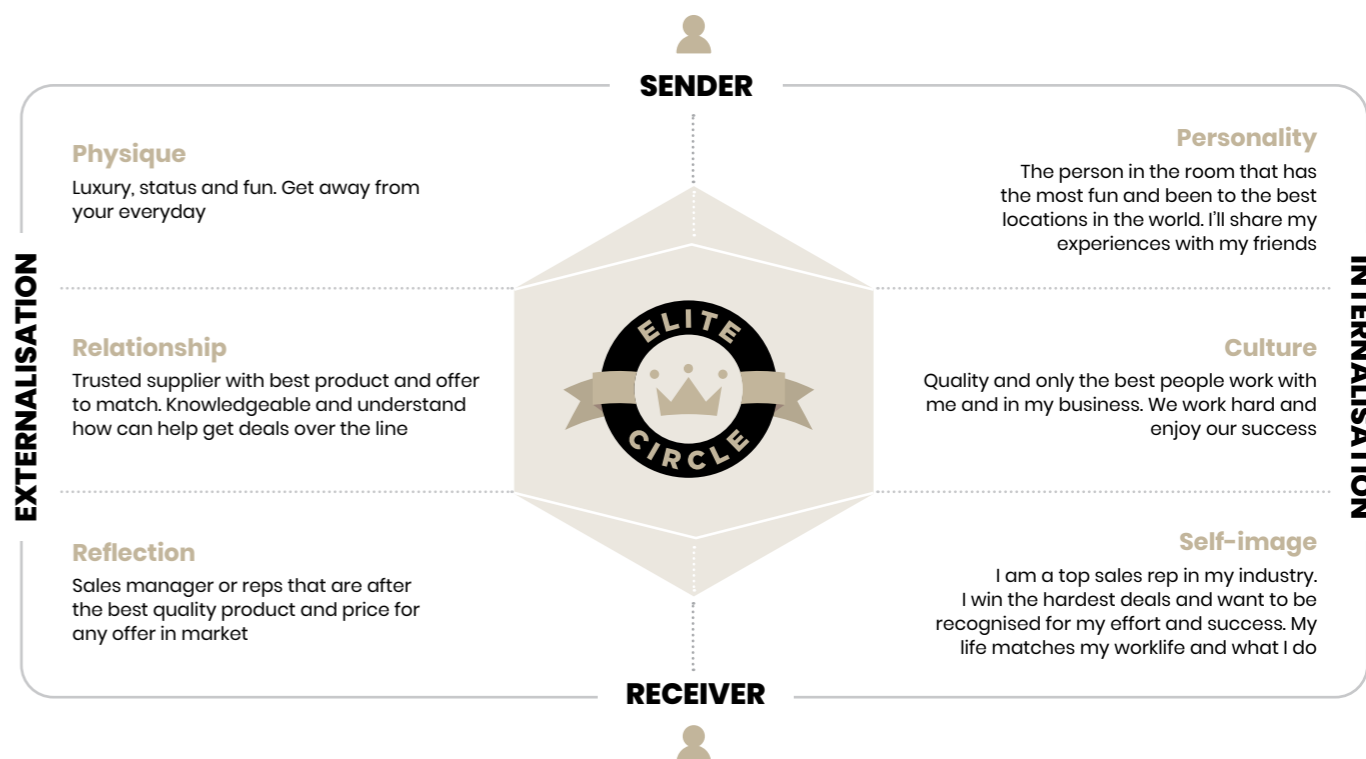 SENDER
Physique
Luxury, status and fun. Get away from
your everyday
Personality
The person in the room that has
the most fun and been to the best
locations in the world. I'll share my
experiences with my friends
EXTERNALISATION
INTERNALISATION
Relationship
Trusted supplier with best product and offer
to match. Knowledgeable and understand
how can help get deals over the line
ELITE
CIRCLE
Culture
Quality and only the best people work with
me and in my business. We work hard and
enjoy our success
Reflection
Sales manager or reps that are after
the best quality product and price for
any offer in market
Self-image
I am a top sales rep in my industry.
I win the hardest deals and want to be
recognised for my effort and success. My
life matches my worklife and what I do
RECEIVER